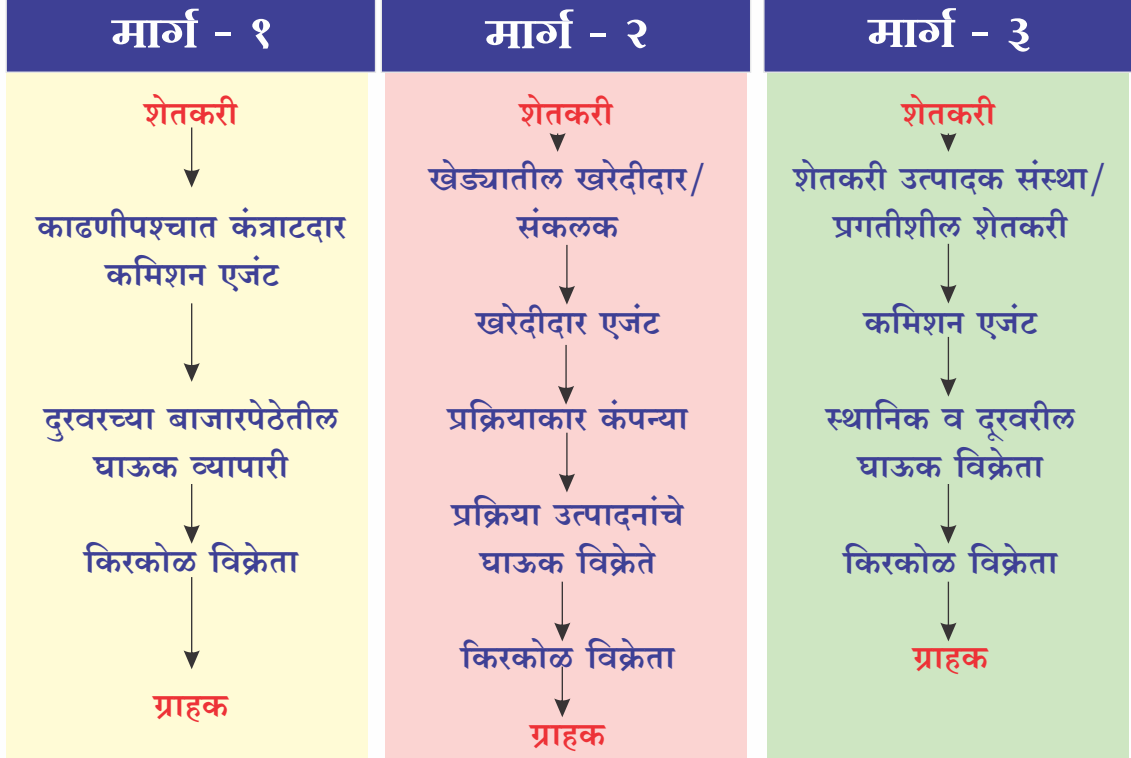 मार्ग - १
शेतकरी
काढणीपश्चात कंत्राटदार
कमिशन एजंट
दुरवरच्या बाजारपेठेतील
घाऊक व्यापारी
किरकोळ विक्रेता
ग्राहक
मार्ग - २
शेतकरी
खेड्यातील खरेदीदार/
संकलक
खरेदीदार एजंट
प्रक्रियाकार कंपन्या
प्रक्रिया उत्पादनांचे
घाऊक विक्रेते
किरकोळ विक्रेता
ग्राहक
मार्ग - ३
शेतकरी
शेतकरी उत्पादक संस्था/
प्रगतीशील शेतकरी
कमिशन एजंट
स्थानिक व दूरवरील
घाऊक विक्रेता
किरकोळ विक्रेता
ग्राहक